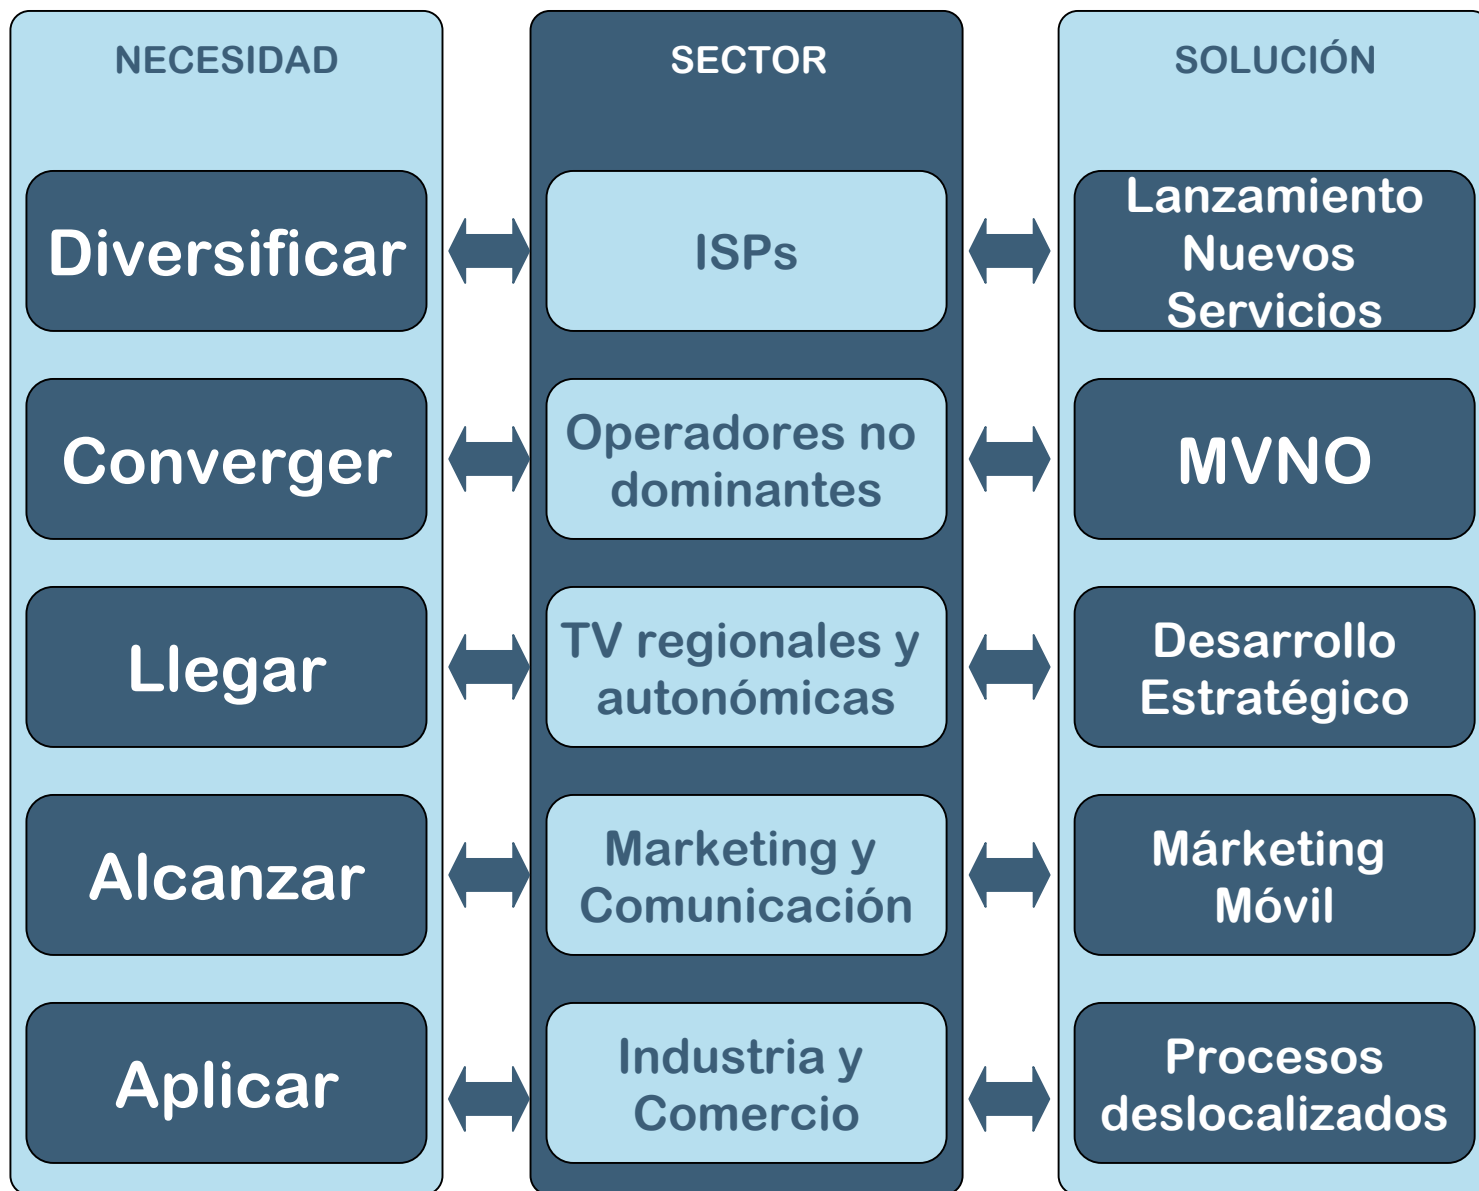 NECESIDAD
SECTOR
SOLUCIÓN
Diversificar
ISPs
Lanzamiento
Nuevos
Servicios
Converger
Operadores no
dominantes
MVNO
Llegar
TV regionales y
autonómicas
Desarrollo
Estratégico
Alcanzar
Marketing y
Comunicación
Márketing
Móvil
Aplicar
Industria y
Comercio
Procesos
deslocalizados